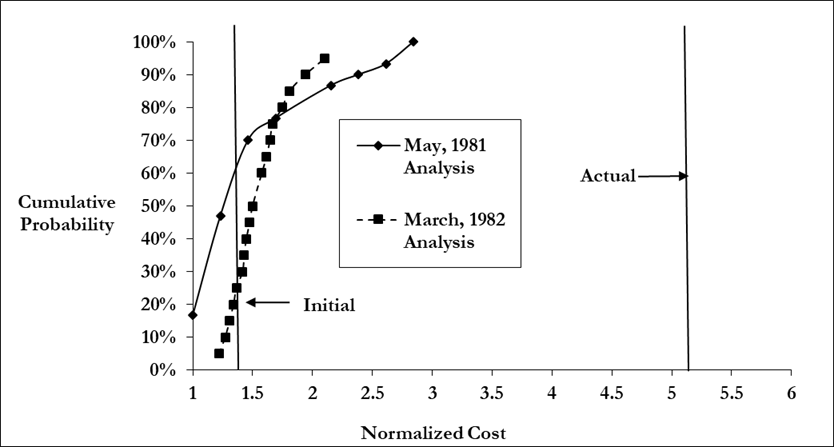 100%
90%
80%
70%
60%
50%
40%
30%
20%
10%
0%
Cumulative
Probability
May, 1981
Analysis
March, 1982
Analysis
Actual
Initial
1 1.5 2 2.5 3 3.5 4 4.5 5 5.5 6
Normalized Cost